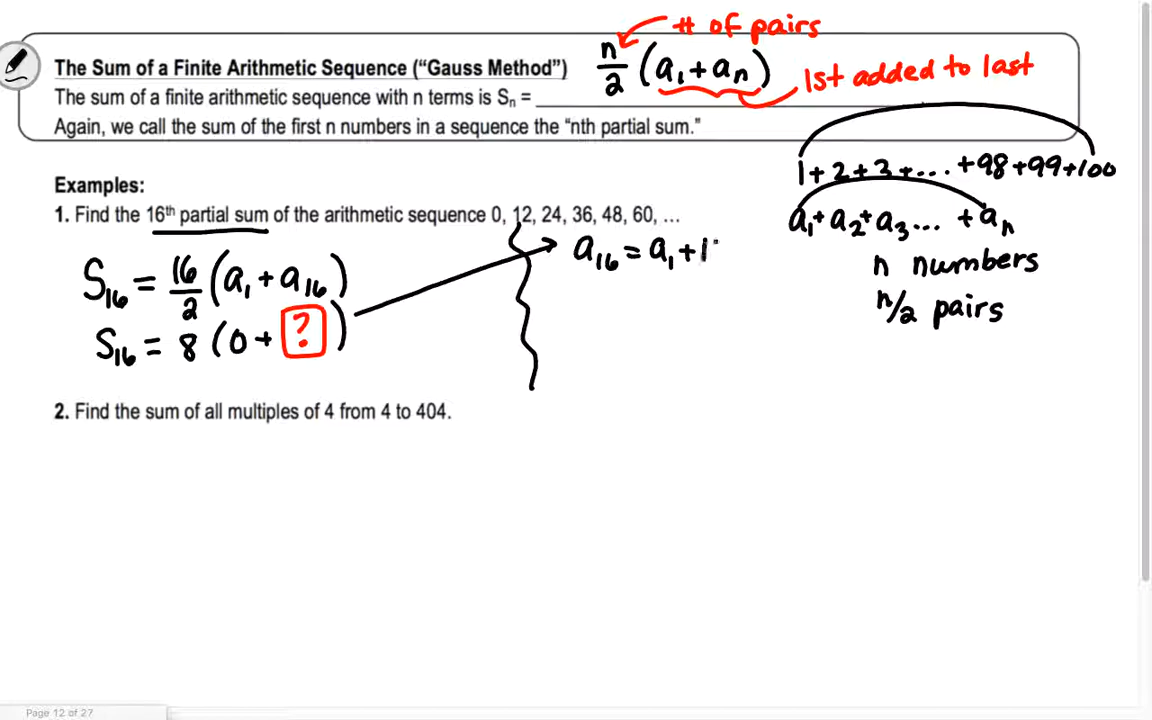 # of pairs
The Sum of a Finite Arithmetic Sequence (“Gauss Method”) n/2 (a₁+aₙ)
1st added to last
The sum of a finite arithmetic sequence with n terms is Sₙ =
Again, we call the sum of the first n numbers in a sequence the “nth partial sum.”
1+2+3+...+98+99+100
Examples:
1. Find the 16th partial sum of the arithmetic sequence 0, 12, 24, 36, 48, 60, ...
a₁+a₂+a₃...+aₙ
n numbers
n/2 pairs
S₁₆ = 16/2 (a₁+a₁₆)
a₁₆ = a₁+1
S₁₆ = 8 (0+ ?)
2. Find the sum of all multiples of 4 from 4 to 404.
Page 12 of 27